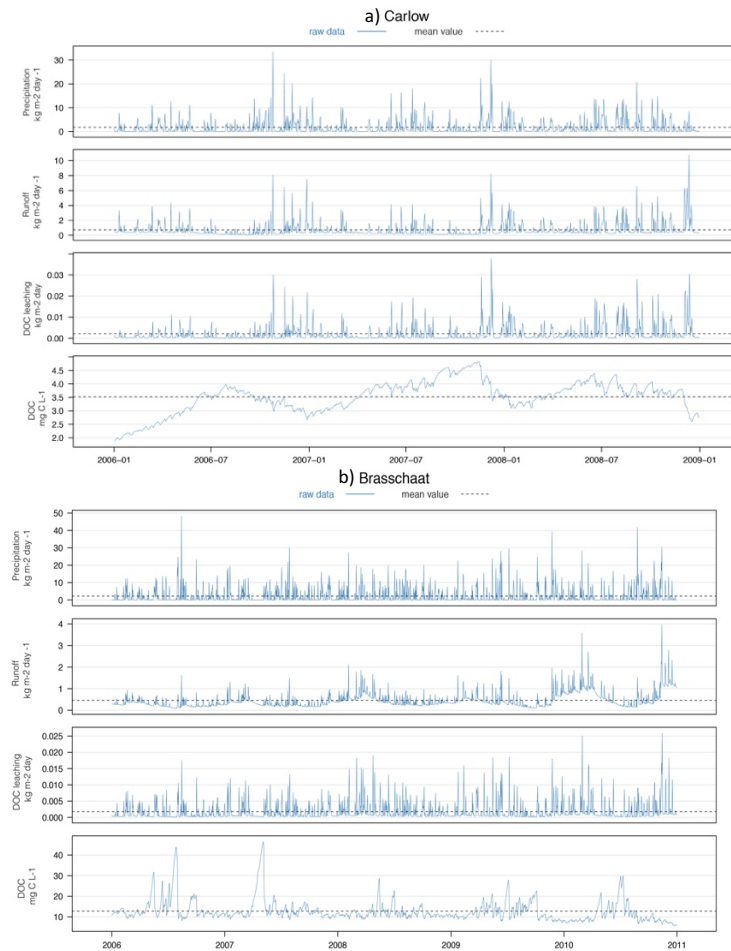 a) Carlow
raw data mean value
Precipitation
kg m-2 day -1
30
20
10
0
Runoff
kg m-2 day -1
10
8
6
4
2
0
DOC leaching
kg m-2 day
0.03
0.02
0.01
0.00
DOC
mg C L-1
4.5
4.0
3.5
3.0
2.5
2.0
2006-01 2006-07 2007-01 2007-07 2008-01 2008-07 2009-01
b) Brasschaat
raw data mean value
Precipitation
kg m-2 day -1
50
40
30
20
10
0
Runoff
kg m-2 day -1
4
3
2
1
0
DOC leaching
kg m-2 day
0.025
0.020
0.015
0.010
0.005
0.000
DOC
mg C L-1
40
30
20
10
2006 2007 2008 2009 2010 2011